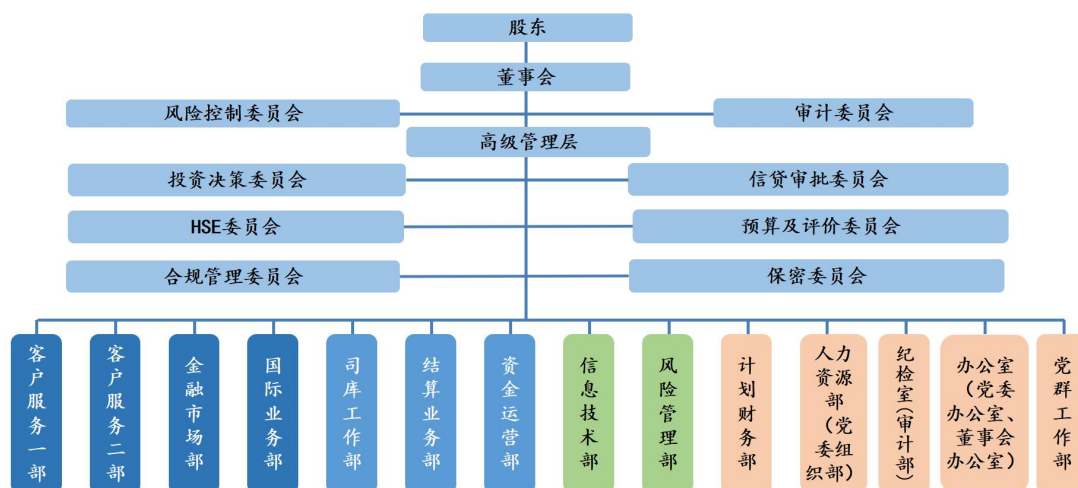 股东
董事会
风险控制委员会
审计委员会
高级管理层
投资决策委员会
信贷审批委员会
HSE委员会
预算及评价委员会
合规管理委员会
保密委员会
客户服务一部
客户服务二部
金融市场部
国际业务部
司库工作部
结算业务部
资金运营部
信息技术部
风险管理部
计划财务部
人力
资源
部
（党
委组
织部）
纪检室(审计部)
办公室
（党委
办公室、
董事会
办公室）
党群工作部